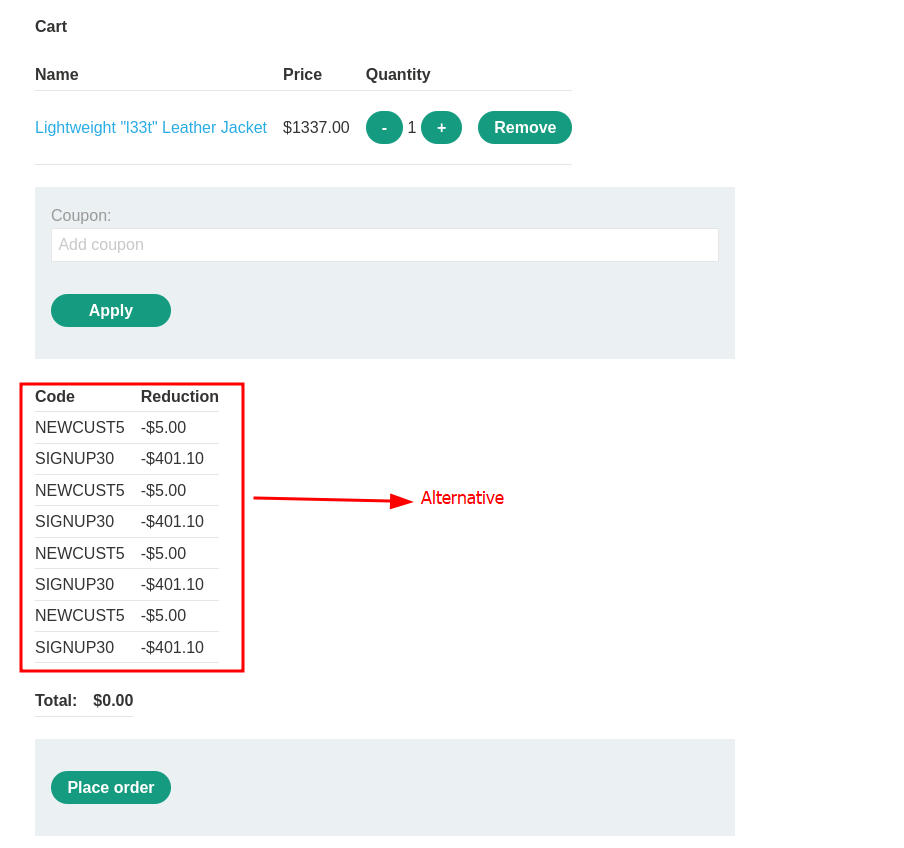 Cart
Name Price Quantity
Lightweight "l33t" Leather Jacket $1337.00 - 1 + Remove
Coupon:
Add coupon
Apply
Code Reduction
NEWCUST5 -$5.00
SIGNUP30 -$401.10
NEWCUST5 -$5.00
Alternative
SIGNUP30 -$401.10
NEWCUST5 -$5.00
SIGNUP30 -$401.10
NEWCUST5 -$5.00
SIGNUP30 -$401.10
Total: $0.00
Place order